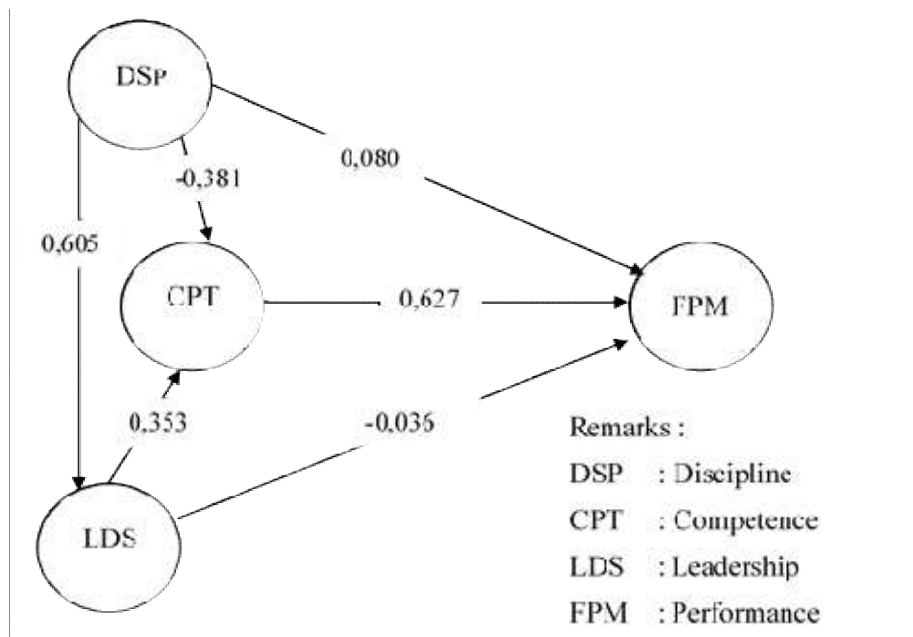 DSP
0,080
-0,381
0,605
CPT
0,627
FPM
0,353
-0,035
LDS
Remarks :
DSP : Discipline
CPT : Competence
LDS : Leadership
FPM : Performance